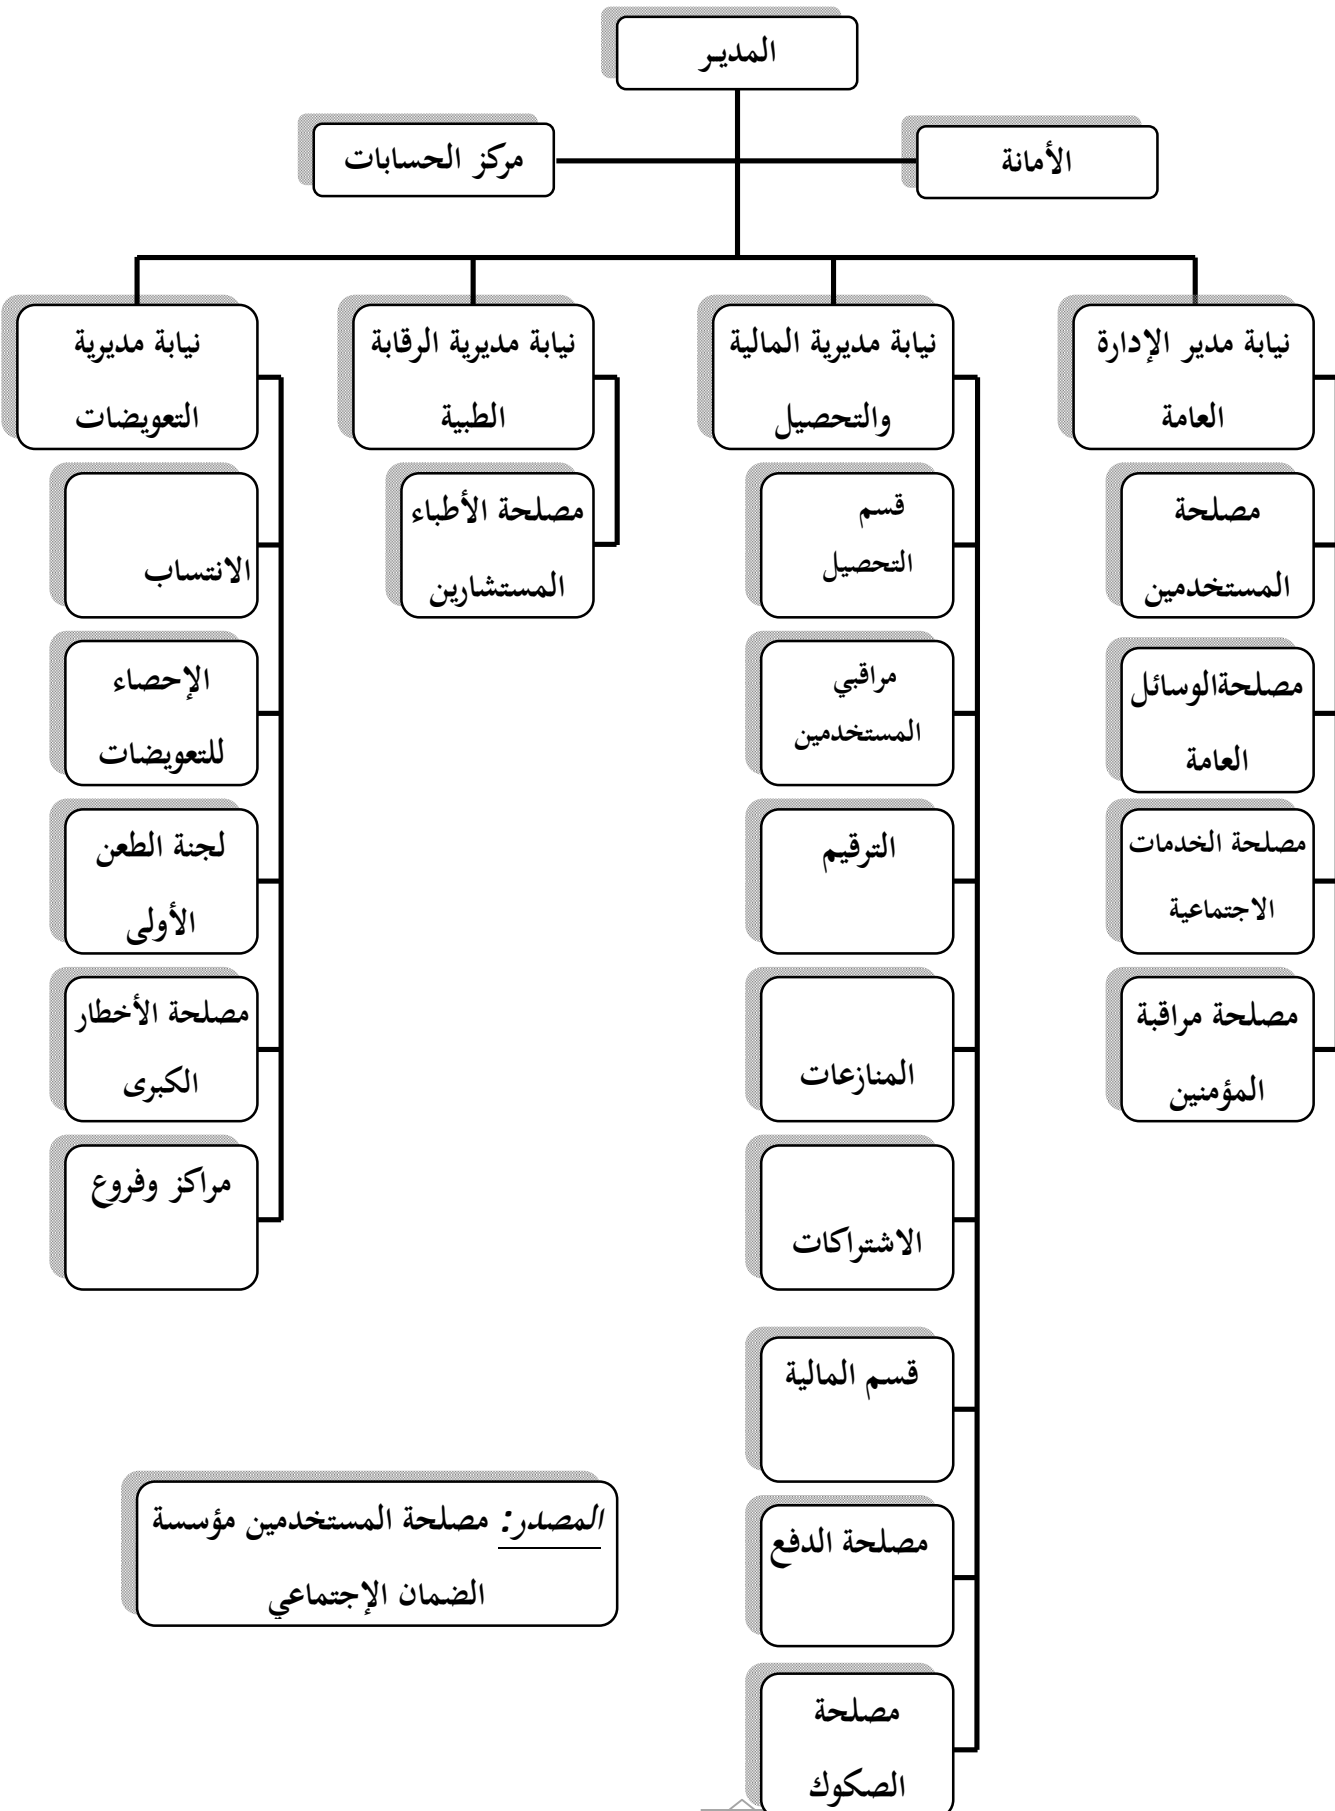 المديـر
الأمانة
مركز الحسابات
نيابة مدير الإدارة
العامة
مصلحة
المستخدمين
مصلحةالوسائل
العامة
مصلحة الخدمات
الاجتماعية
مصلحة مراقبة
المؤمنين
نيابة مديرية المالية
والتحصيل
قسم
التحصيل
مراقبي
المستخدمين
الترقيم
المنازعات
الاشتراكات
قسم المالية
مصلحة الدفع
مصلحة
الصكوك
نيابة مديرية الرقابة
الطبية
مصلحة الأطباء
المستشارين
نيابة مديرية
التعويضات
الانتساب
الإحصاء
للتعويضات
لجنة الطعن
الأولى
مصلحة الأخطار
الكبرى
مراكز وفروع
المصدر: مصلحة المستخدمين مؤسسة
الضمان الإجتماعي